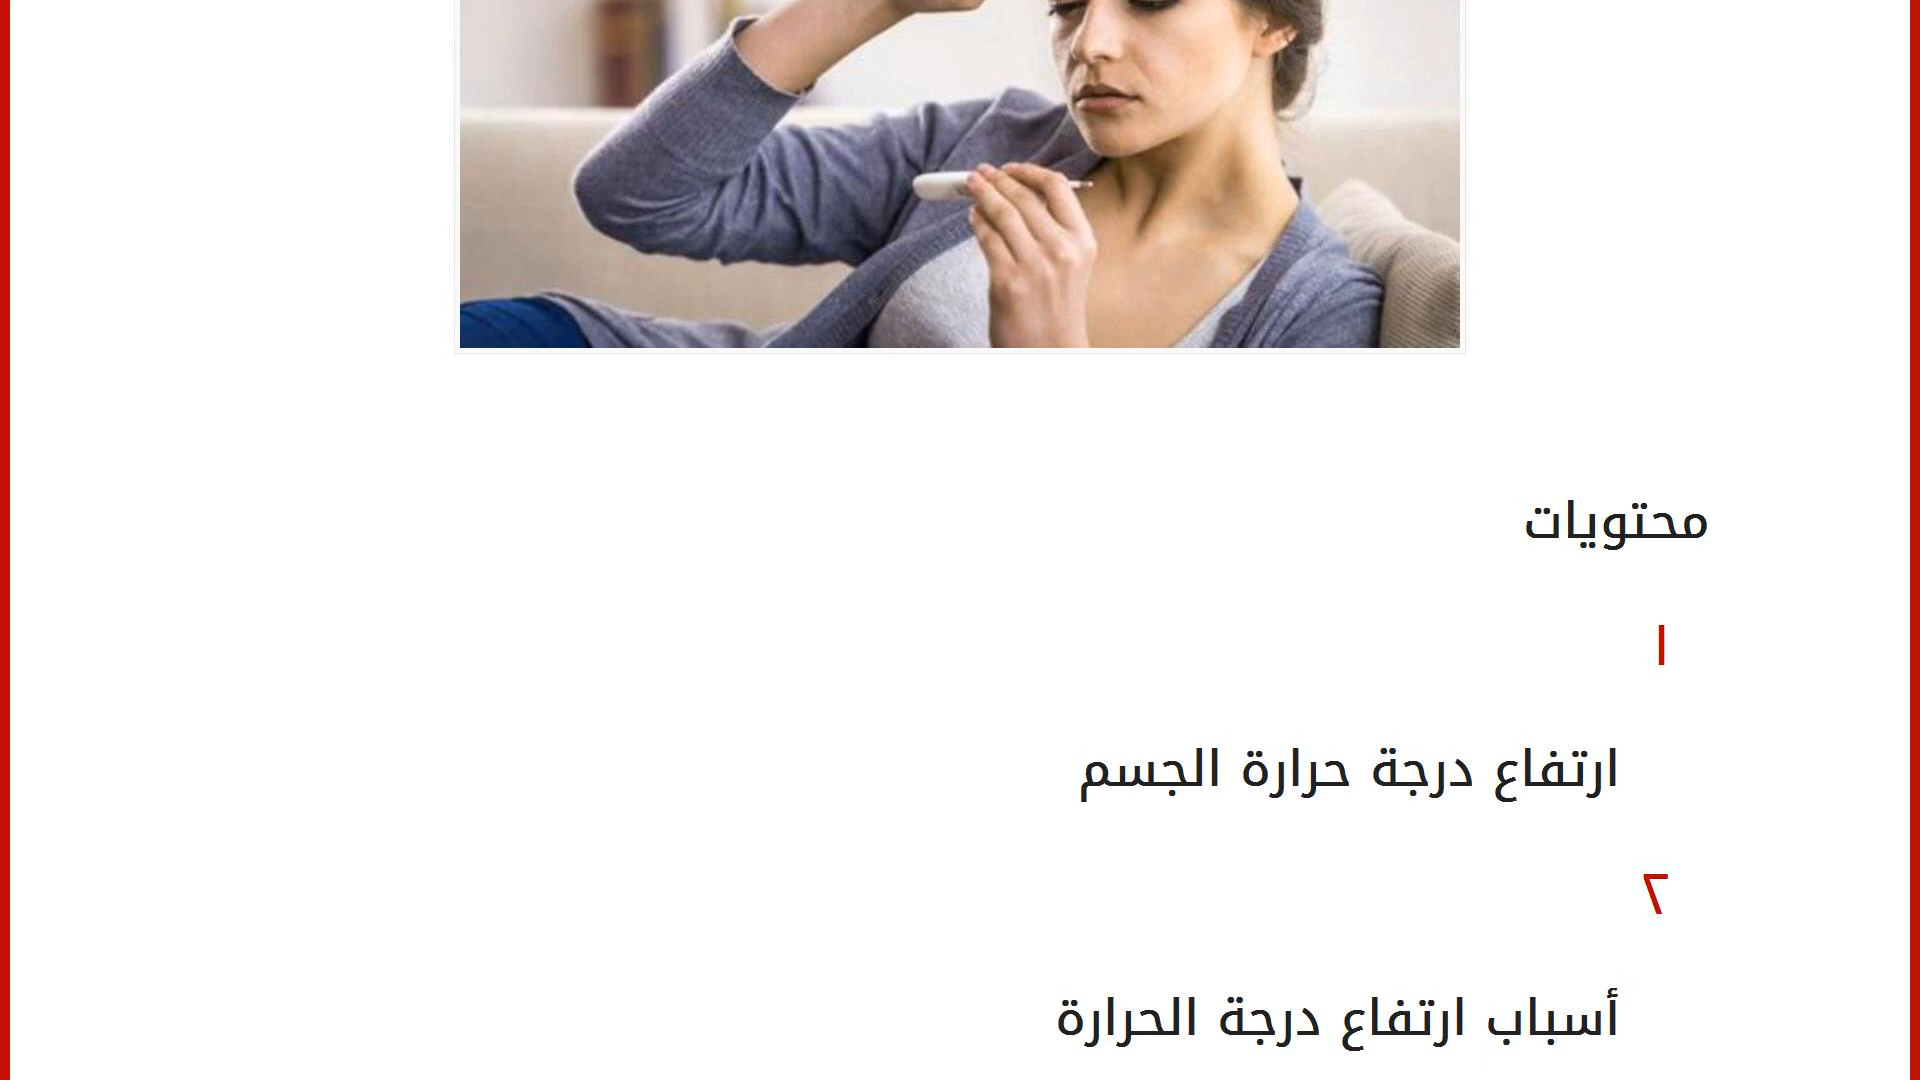 محتويات
١
ارتفاع درجة حرارة الجسم
٢
أسباب ارتفاع درجة الحرارة